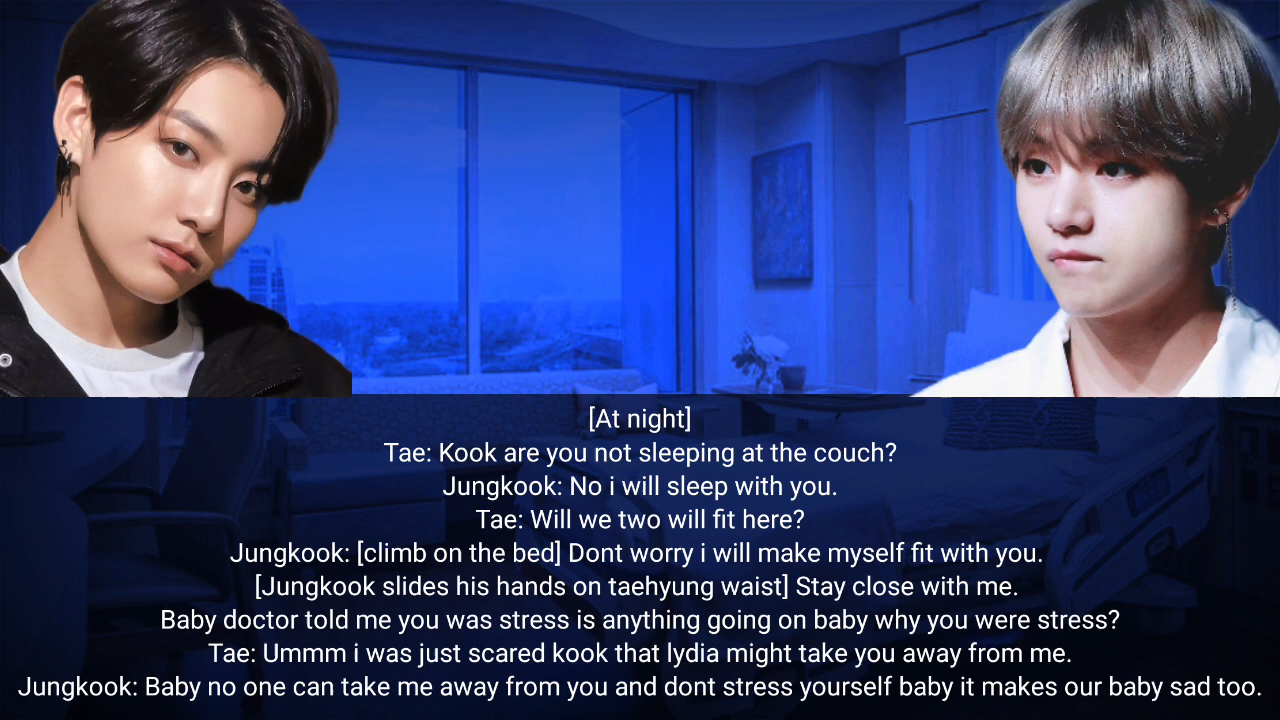 [At night]
Tae: Kook are you not sleeping at the couch?
Jungkook: No i will sleep with you.
Tae: Will we two will fit here?
Jungkook: [climb on the bed] Dont worry i will make myself fit with you.
[Jungkook slides his hands on taehyung waist] Stay close with me.
Baby doctor told me you was stress is anything going on baby why you were stress?
Tae: Ummm i was just scared kook that lydia might take you away from me.
Jungkook: Baby no one can take me away from you and dont stress yourself baby it makes our baby sad too.